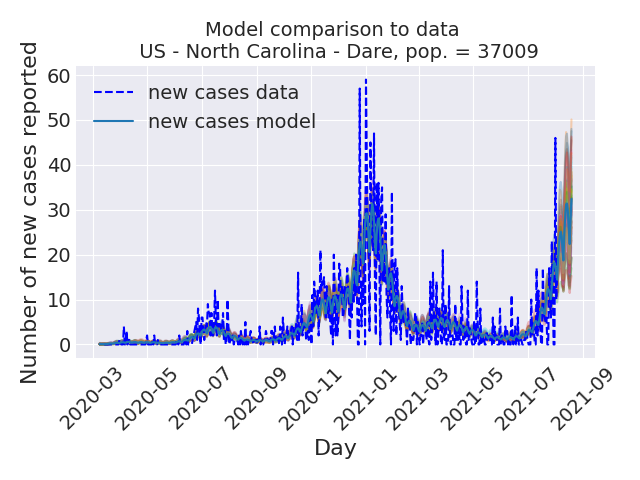 Model comparison to data
US - North Carolina - Dare, pop. = 37009
Number of new cases reported
60
50
40
30
20
10
0
new cases data
new cases model
2020-03
2020-05
2020-07
2020-09
2020-11
2021-01
2021-03
2021-05
2021-07
2021-09
Day